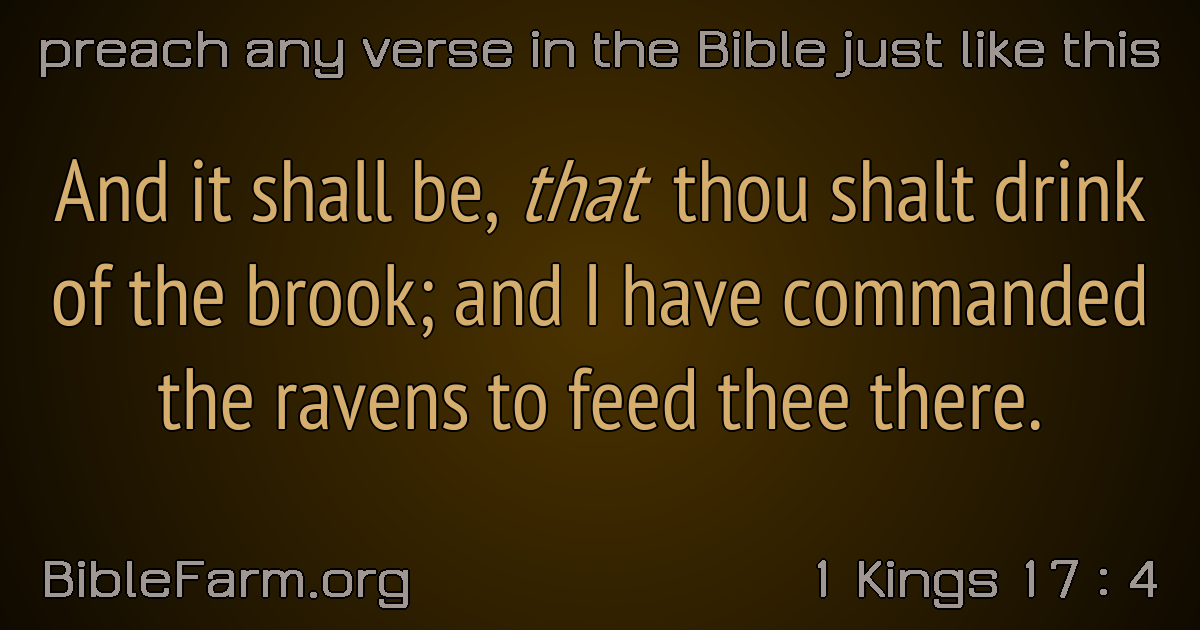 preach any verse in the Bible just like this
And it shall be, that thou shalt drink
of the brook; and I have commanded
the ravens to feed thee there.
BibleFarm.org
1 Kings 17 : 4